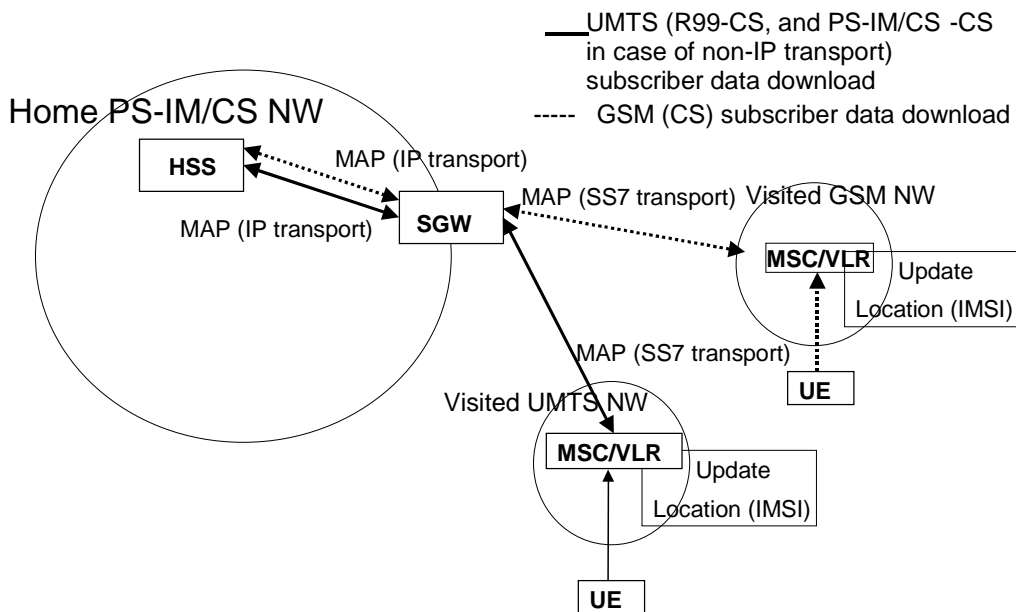 UMTS (R99-CS, and PS-IM/CS -CS
in case of non-IP transport)
subscriber data download
GSM (CS) subscriber data download
Home PS-IM/CS NW
HSS
MAP (IP transport)
MAP (IP transport)
SGW
MAP (SS7 transport)
Visited GSM NW
MSC/VLR
Update
Location (IMSI)
UE
MAP (SS7 transport)
Visited UMTS NW
MSC/VLR
Update
Location (IMSI)
UE